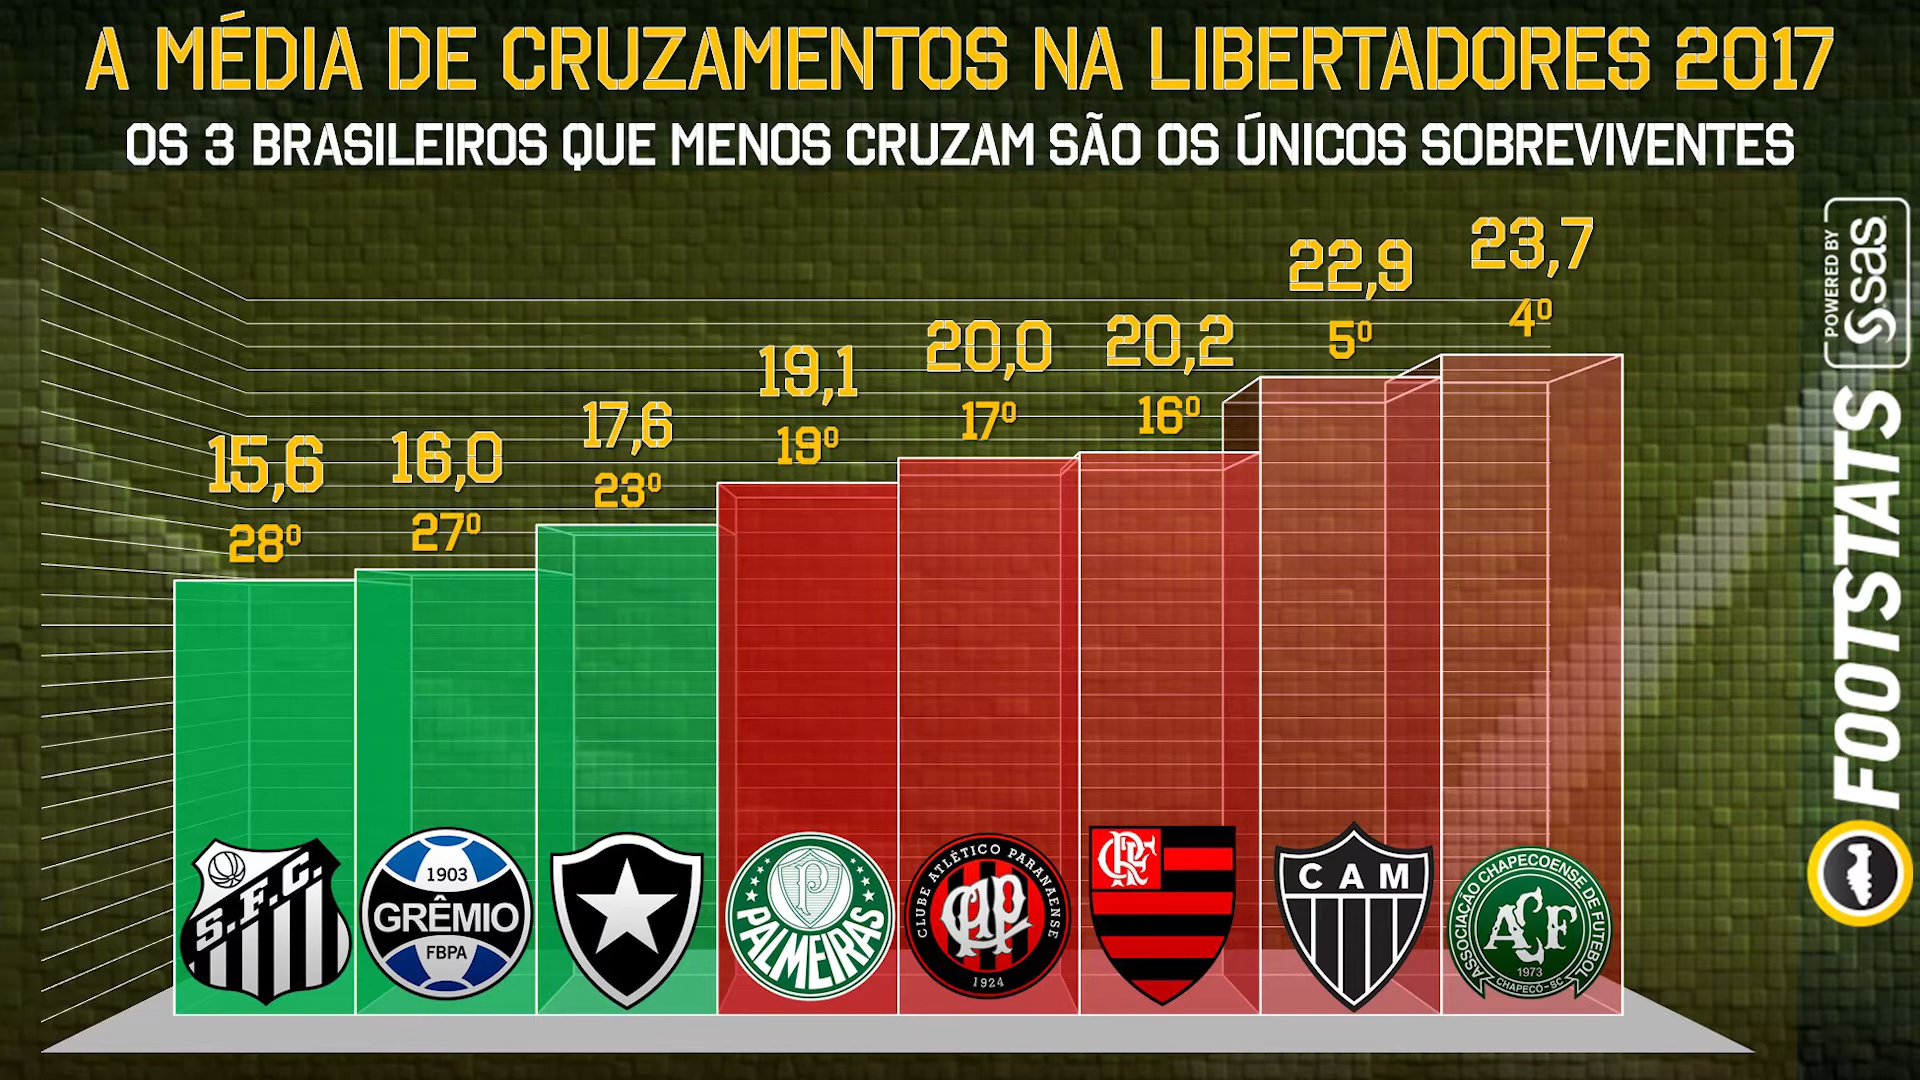 A MÉDIA DE CRUZAMENTOS NA LIBERTADORES 2017
OS 3 BRASILEIROS QUE MENOS CRUZAM SÃO OS ÚNICOS SOBREVIVENTES
15,6
28º
16,0
27º
17,6
23º
19,1
19º
20,0
17º
20,2
16º
22,9
5º
23,7
4º
S.F.C.
1903
GRÊMIO
FBPA
P
PALMEIRAS
CLUBE ATLÉTICO PARANAENSE
CAP
1924
CRF
CAM
ASSOCIAÇÃO CHAPECOENSE DE FUTEBOL
ACF
1973
CHAPECÓ-SC
POWERED BY
sas
FOOTSTATS